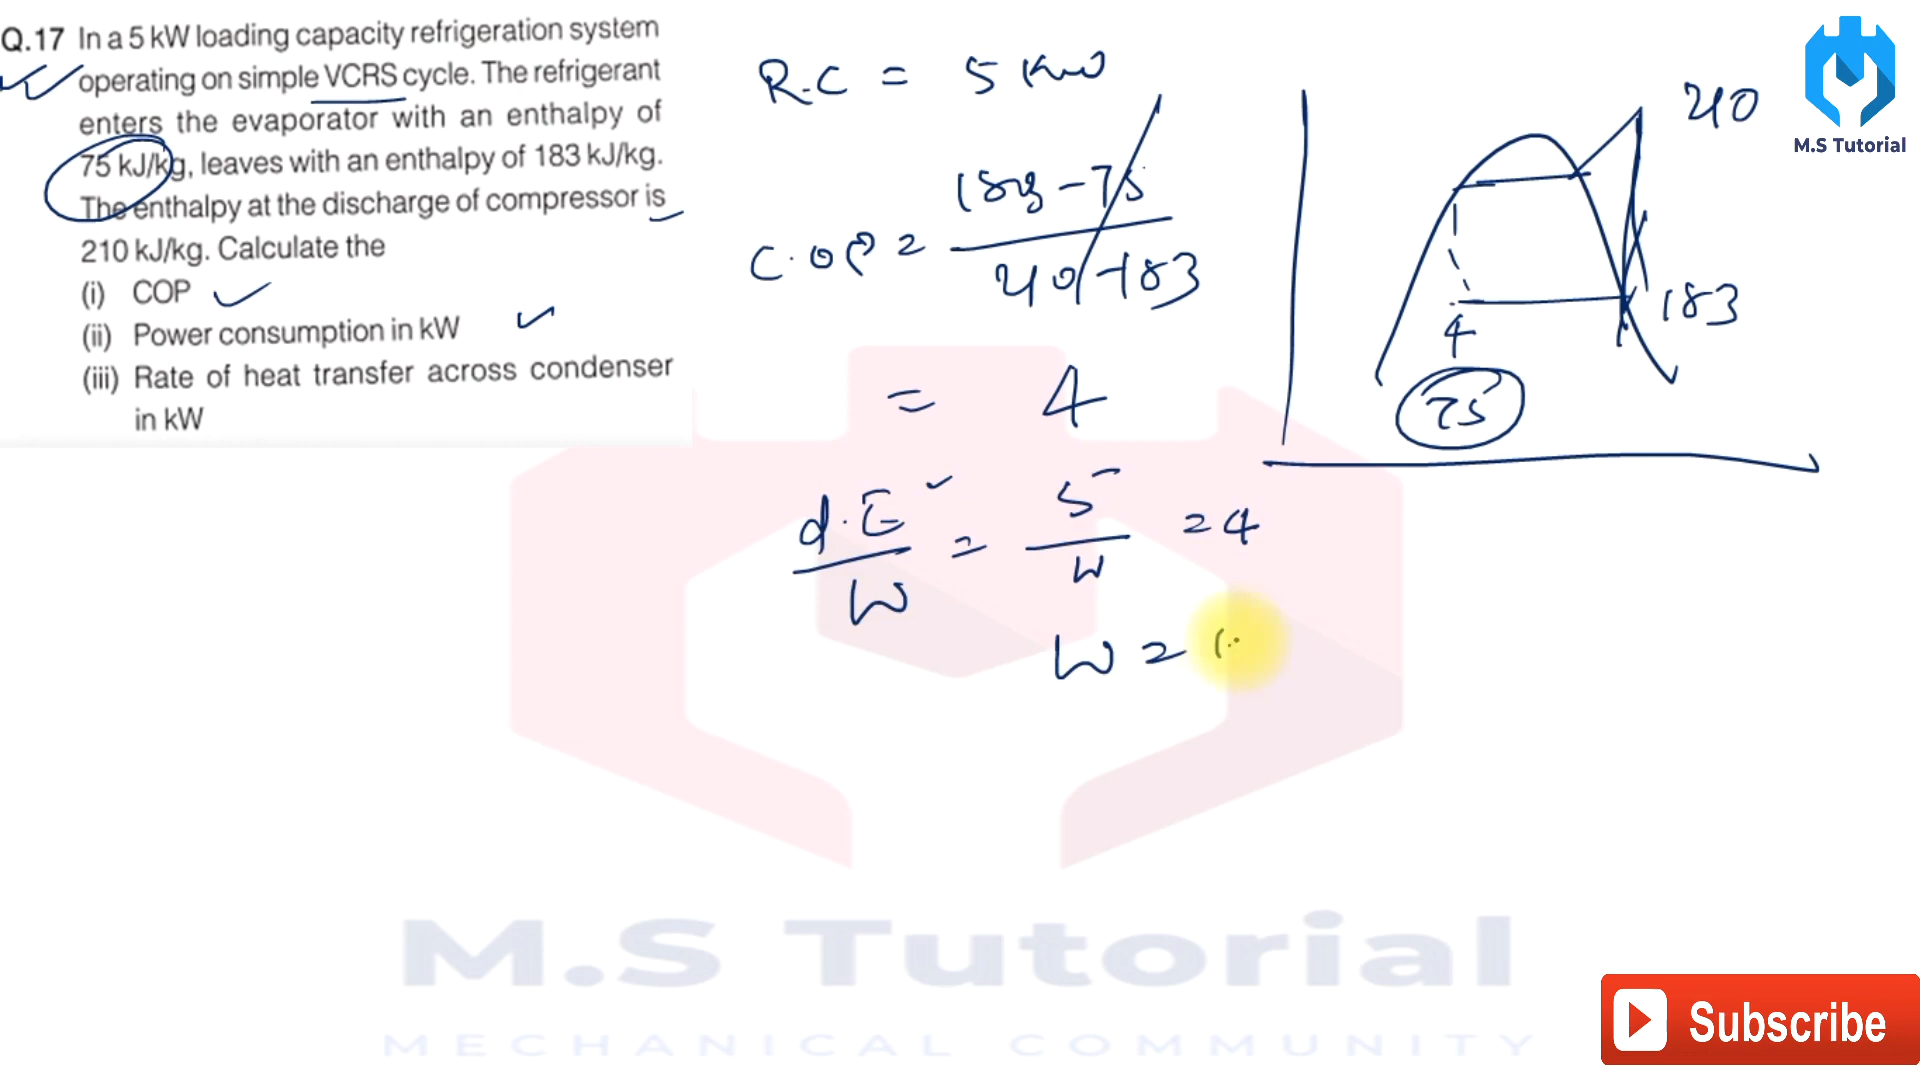 Q.17 In a 5 kW loading capacity refrigeration system
operating on simple VCRS cycle. The refrigerant
enters the evaporator with an enthalpy of
75 kJ/kg, leaves with an enthalpy of 183 kJ/kg.
The enthalpy at the discharge of compressor is
210 kJ/kg. Calculate the
(i) COP
(ii) Power consumption in kW
(iii) Rate of heat transfer across condenser
in kW
R.C = 5 kW
C.OP = 183 - 75
210 - 183
= 4
d.E / W = 5 / W = 4
W =
210
183
4
75
M.S Tutorial
M.S Tutorial
MECHANICAL COMMUNITY
Subscribe